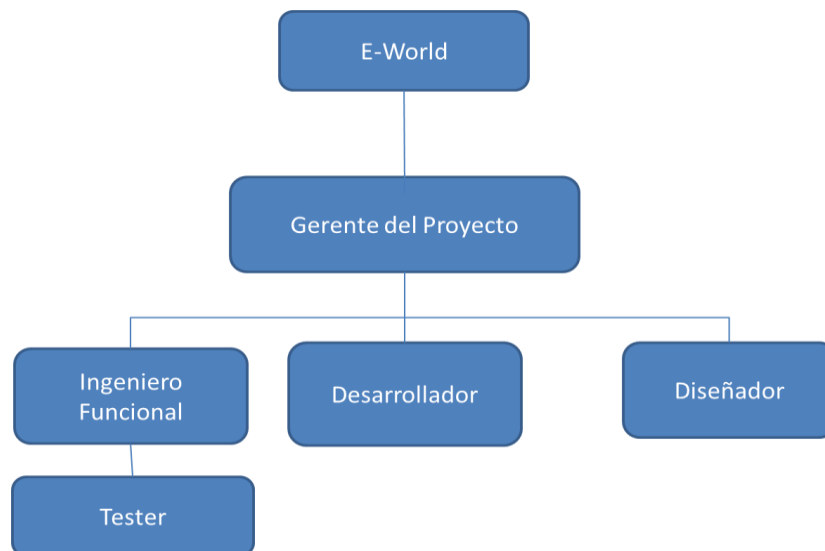 E-World
Gerente del Proyecto
Ingeniero
Funcional
Desarrollador
Diseñador
Tester